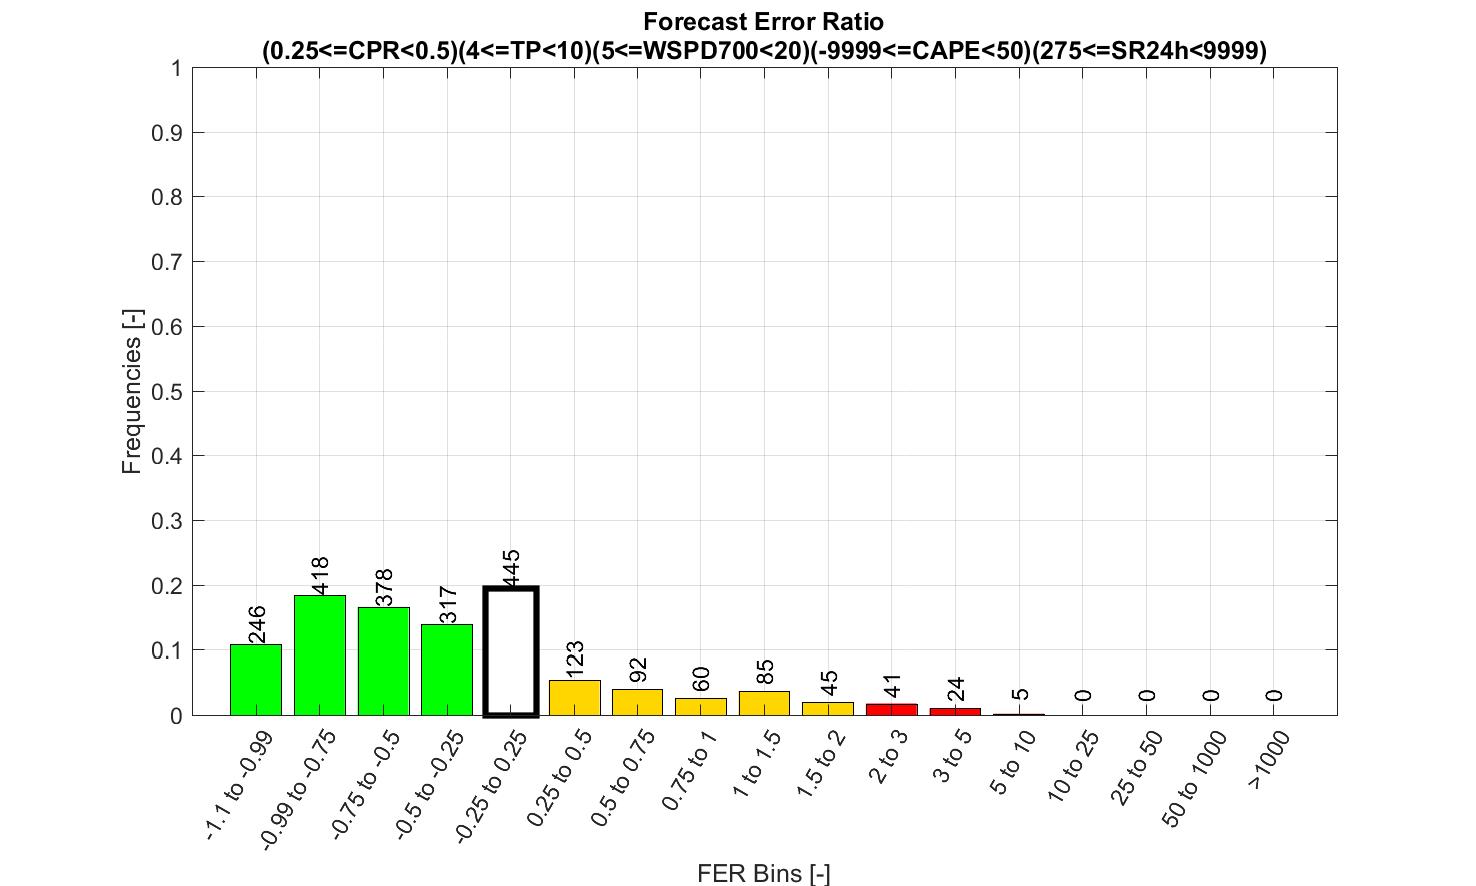 Forecast Error Ratio
(0.25<=CPR<0.5)(4<=TP<10)(5<=WSPD700<20)(-9999<=CAPE<50)(275<=SR24h<9999)
Frequencies [-]
1
0.9
0.8
0.7
0.6
0.5
0.4
0.3
0.2
0.1
0
246
418
378
317
445
123
92
60
85
45
41
24
5
0
0
0
0
-1.1 to -0.99
-0.99 to -0.75
-0.75 to -0.5
-0.5 to -0.25
-0.25 to 0.25
0.25 to 0.5
0.5 to 0.75
0.75 to 1
1 to 1.5
1.5 to 2
2 to 3
3 to 5
5 to 10
10 to 25
25 to 50
50 to 1000
>1000
FER Bins [-]